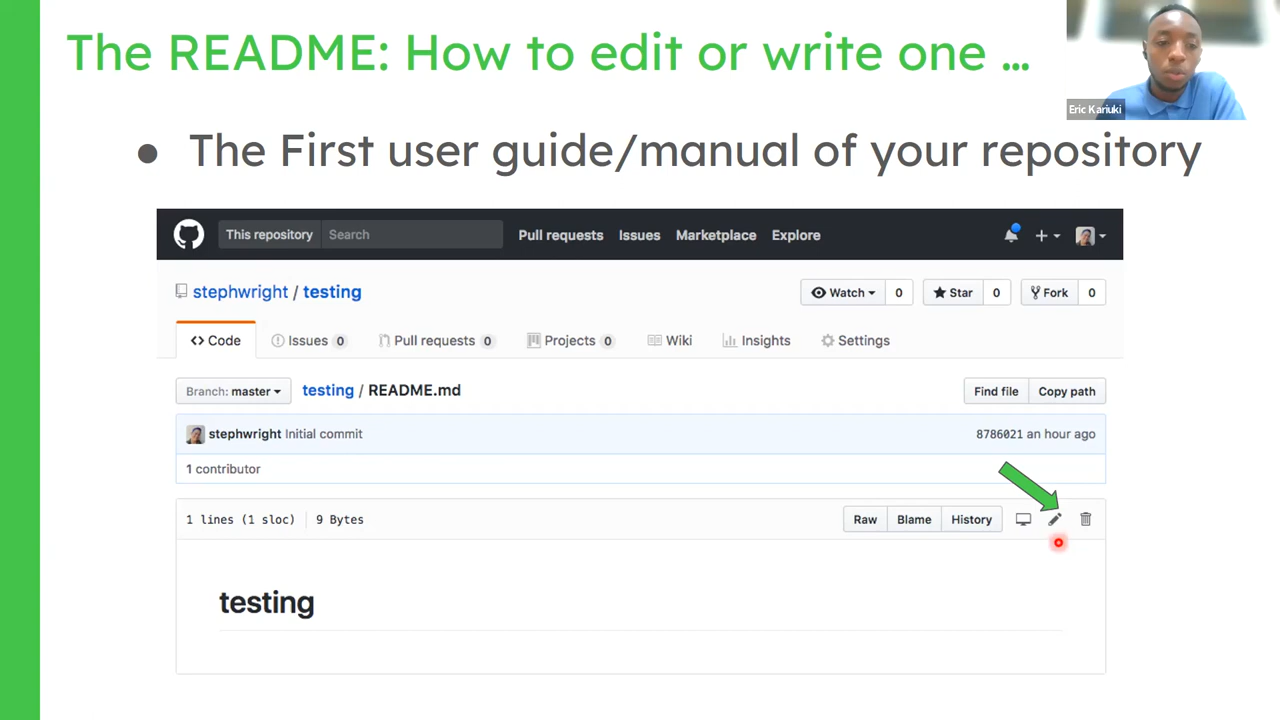 The README: How to edit or write one ...
Eric Kariuki
● The First user guide/manual of your repository
This repository Search Pull requests Issues Marketplace Explore
stewphwright / testing Watch 0 Star 0 Fork 0
<> Code Issues 0 Pull requests 0 Projects 0 Wiki Insights Settings
Branch: master testing / README.md Find file Copy path
stephwright Initial commit 8786021 an hour ago
1 contributor
1 lines (1 sloc) 9 Bytes Raw Blame History
testing